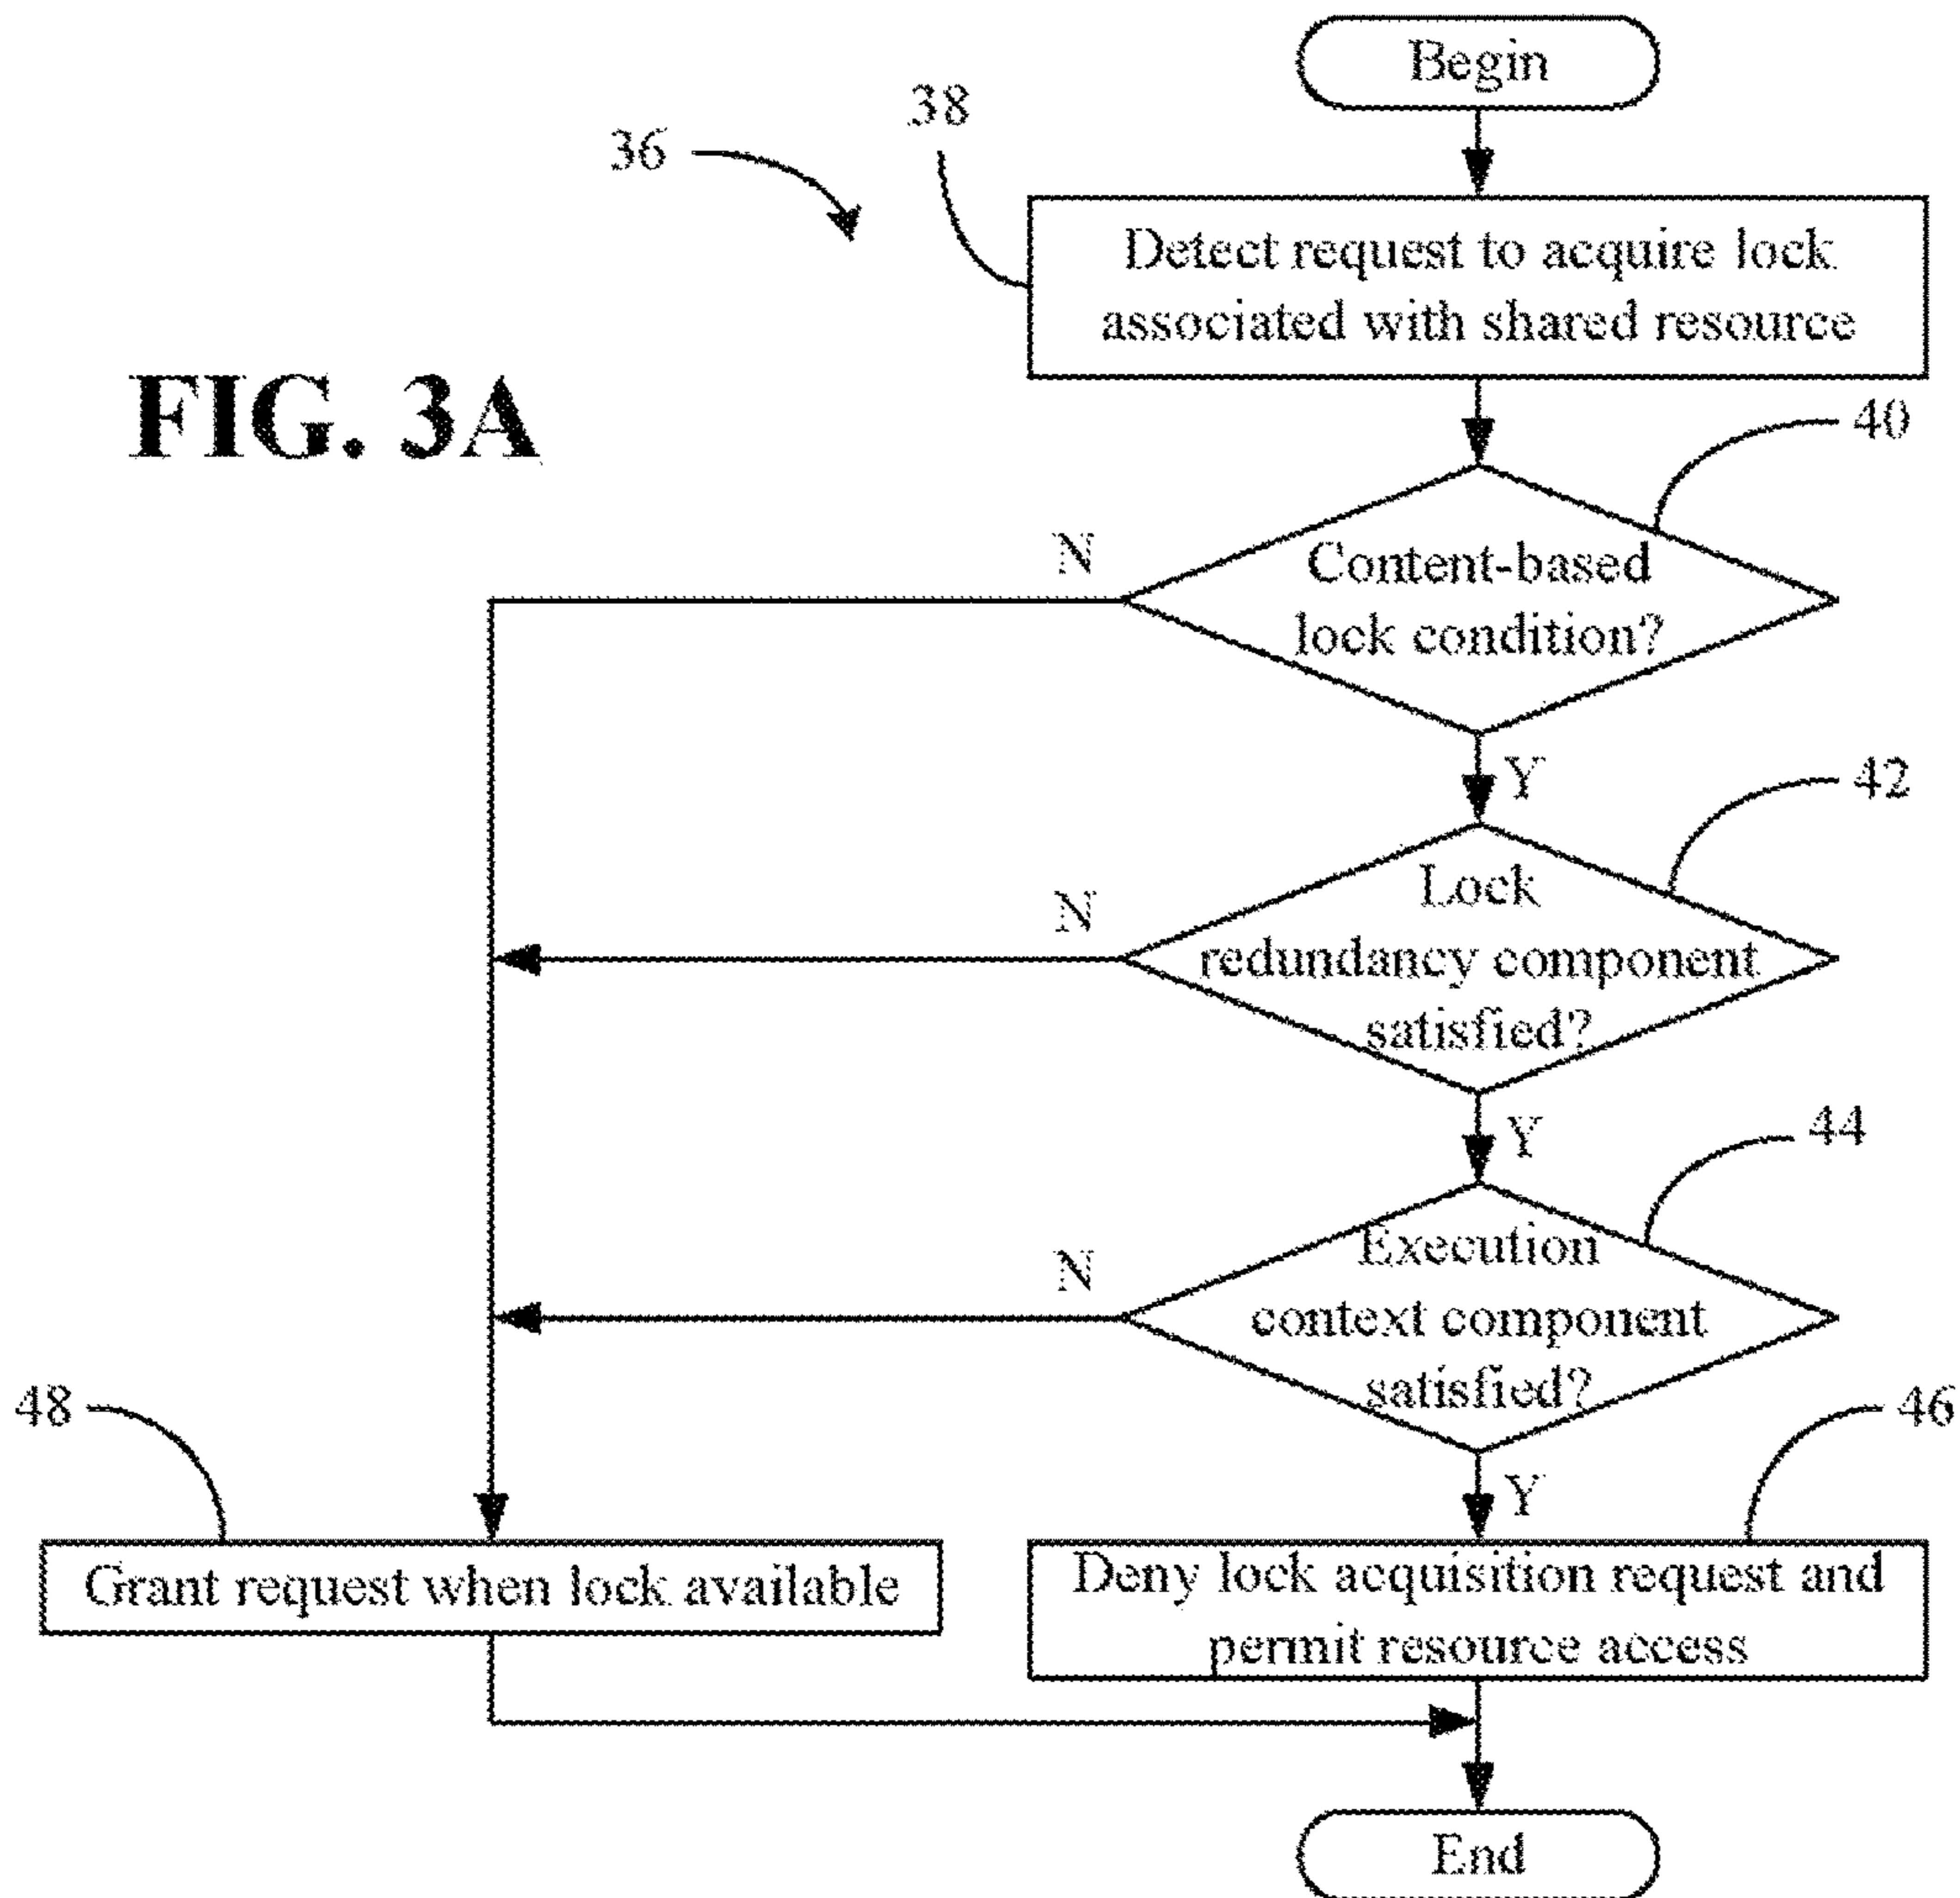 Begin
38
36
Detect request to acquire lock
associated with shared resource
FIG. 3A
40
N
Content-based
lock condition?
Y
42
N
Lock
redundancy component
satisfied?
Y
44
N
Execution
context component
satisfied?
48
46
Y
Grant request when lock available
Deny lock acquisition request and
permit resource access
End